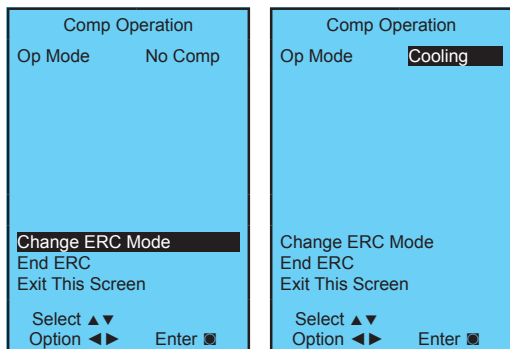 Comp Operation
Op Mode No Comp
Change ERC Mode
End ERC
Exit This Screen
Select ▲▼
Option ◄► Enter ◙
Comp Operation
Op Mode Cooling
Change ERC Mode
End ERC
Exit This Screen
Select ▲▼
Option ◄► Enter ◙